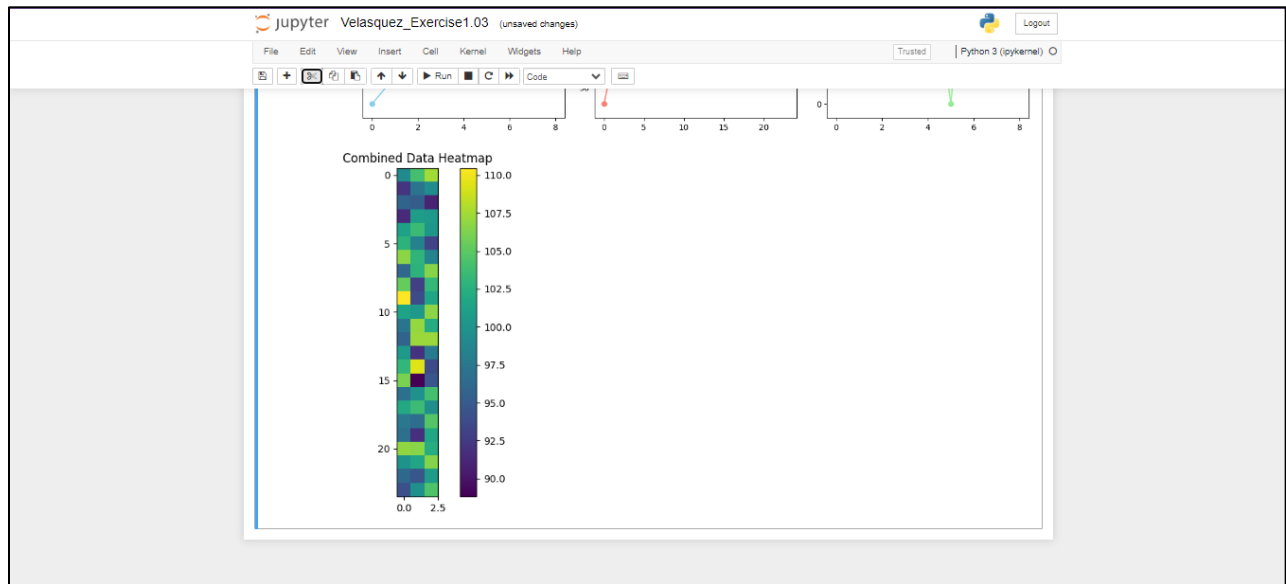 jupyter Velasquez_Exercise1.03 (unsaved changes)
Logout
File Edit View Insert Cell Kernel Widgets Help
Trusted Python 3 (ipykernel)
Run Code
0
0 2 4 6 8
0 5 10 15 20
0 2 4 6 8
Combined Data Heatmap
0
5
10
15
20
0.0 2.5
110.0
107.5
105.0
102.5
100.0
97.5
95.0
92.5
90.0